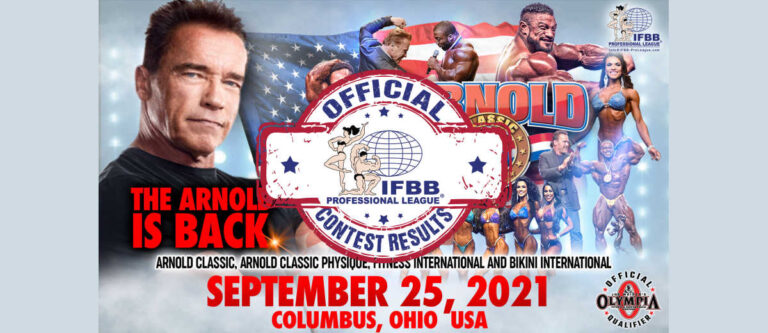 IFBB
PROFESSIONAL LEAGUE
ARNOLD
CLASSIC
OFFICIAL
IFBB
PROFESSIONAL LEAGUE
CONTEST RESULTS
THE ARNOLD
IS BACK
ARNOLD CLASSIC, ARNOLD CLASSIC PHYSIQUE, FITNESS INTERNATIONAL AND BIKINI INTERNATIONAL
SEPTEMBER 25, 2021
COLUMBUS, OHIO USA
OFFICIAL
OLYMPIA
QUALIFIER